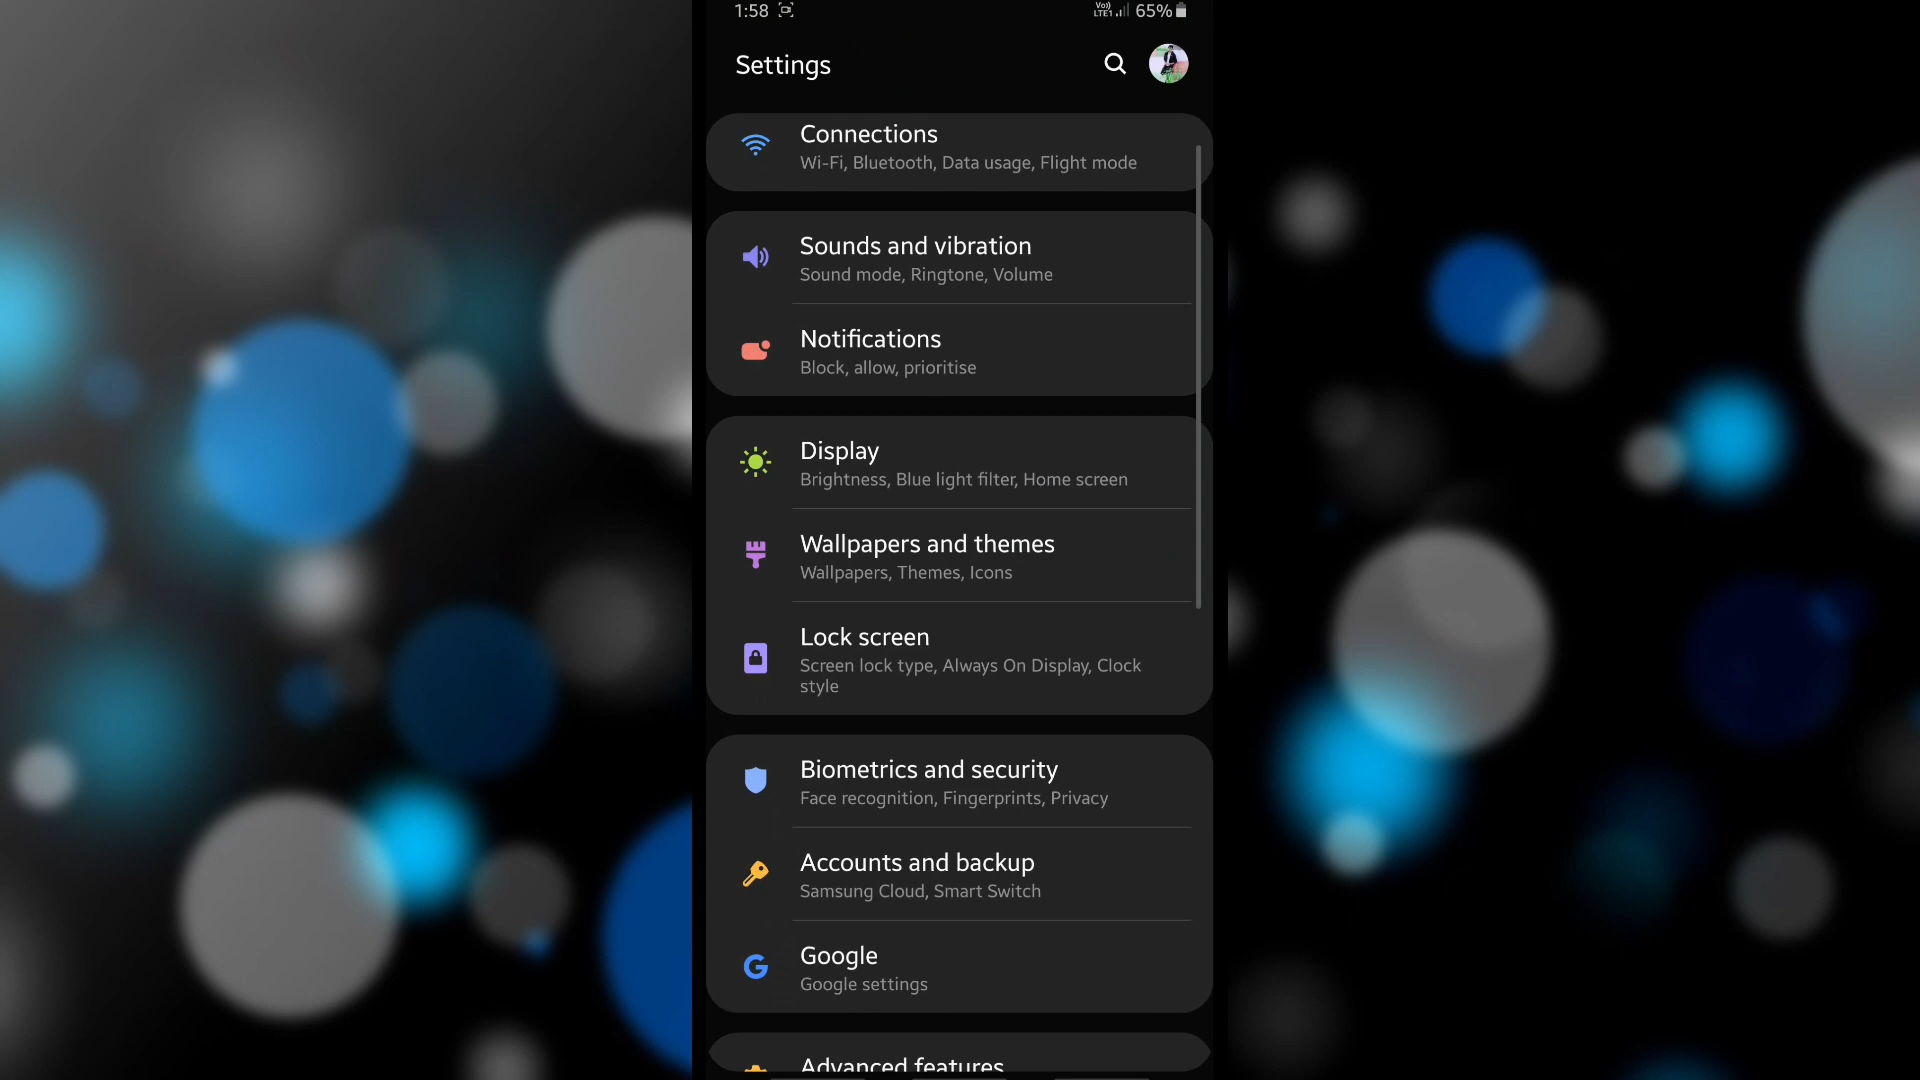 1:58
Vo)) LTE1 65%
Settings
Connections
Wi-Fi, Bluetooth, Data usage, Flight mode
Sounds and vibration
Sound mode, Ringtone, Volume
Notifications
Block, allow, prioritise
Display
Brightness, Blue light filter, Home screen
Wallpapers and themes
Wallpapers, Themes, Icons
Lock screen
Screen lock type, Always On Display, Clock
style
Biometrics and security
Face recognition, Fingerprints, Privacy
Accounts and backup
Samsung Cloud, Smart Switch
Google
Google settings
Advanced features